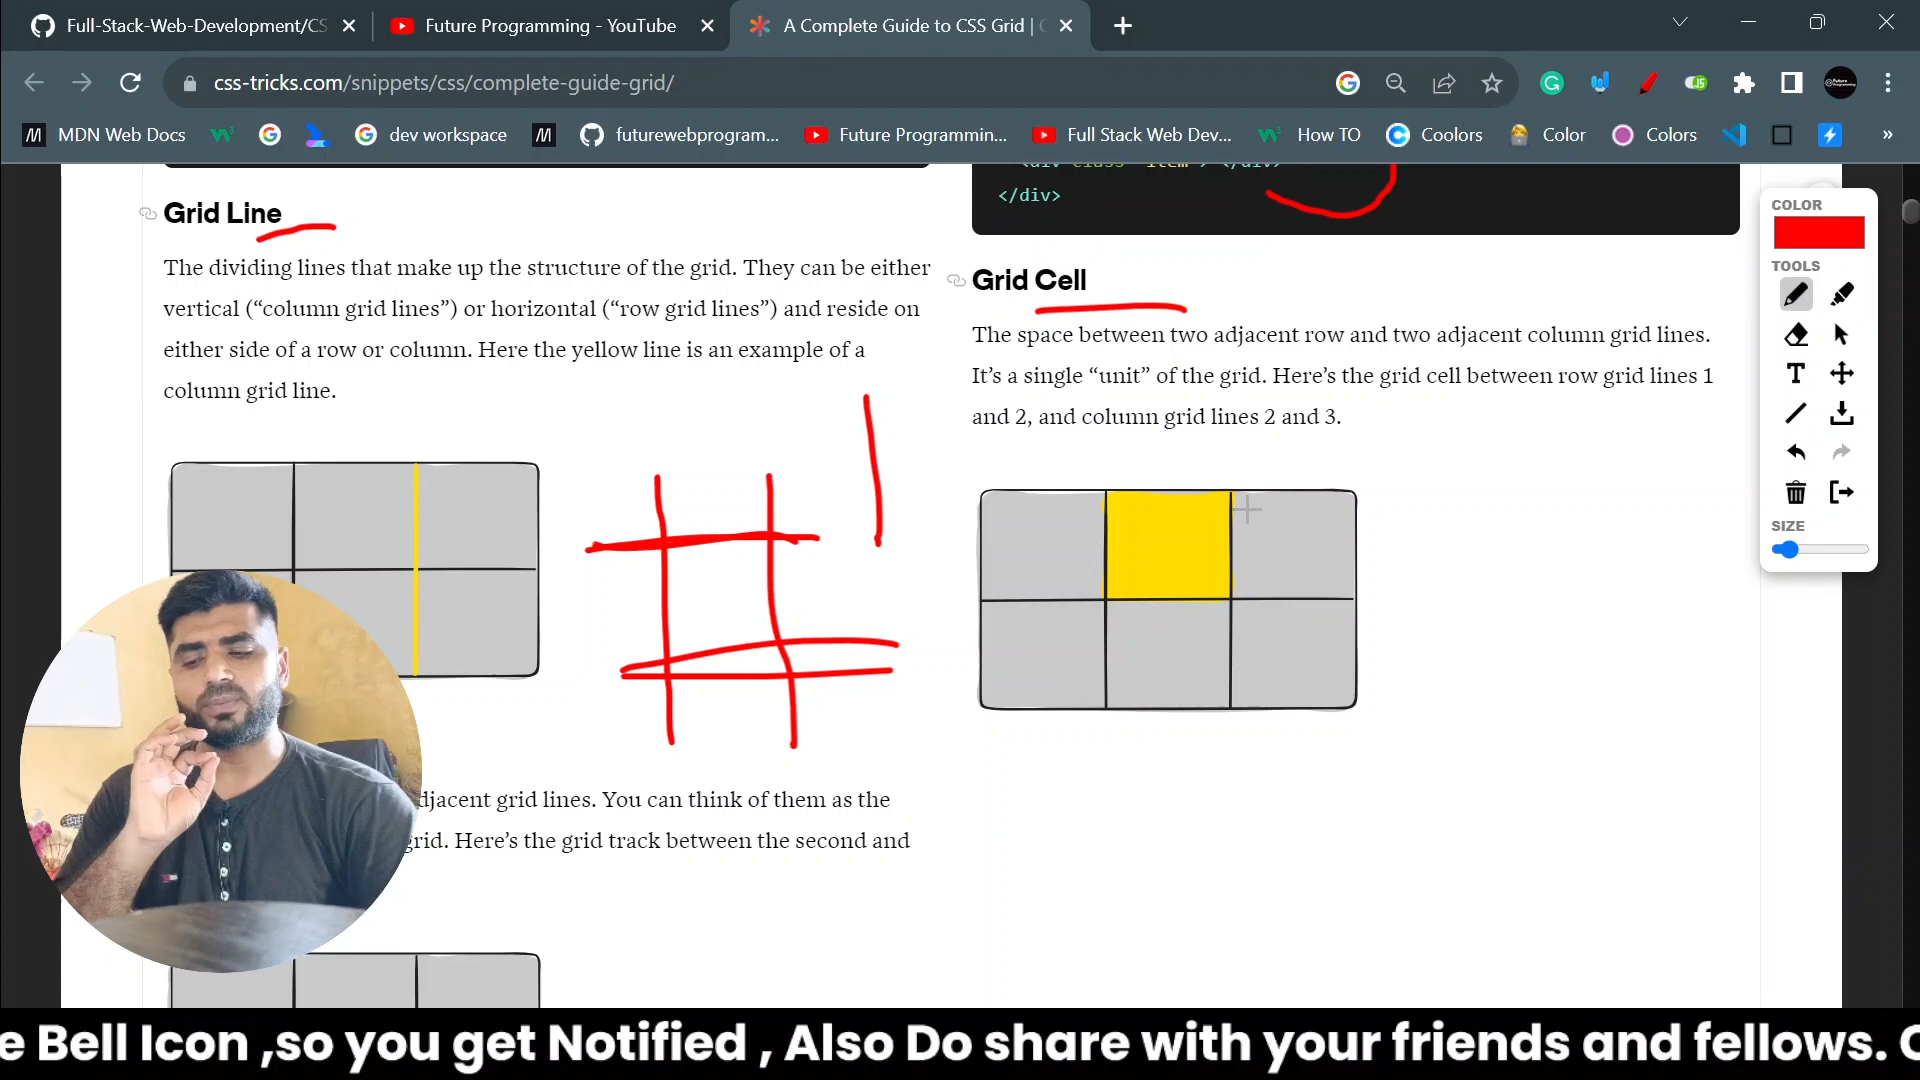 Full-Stack-Web-Development/CS
Future Programming - YouTube
A Complete Guide to CSS Grid |
css-tricks.com/snippets/css/complete-guide-grid/
MDN Web Docs
dev workspace
futurewebprogram...
Future Programmin...
Full Stack Web Dev...
How TO
Coolors
Color
Colors
»
</div>
Grid Line
The dividing lines that make up the structure of the grid. They can be either
vertical (“column grid lines”) or horizontal (“row grid lines”) and reside on
either side of a row or column. Here the yellow line is an example of a
column grid line.
djacent grid lines. You can think of them as the
grid. Here’s the grid track between the second and
Grid Cell
The space between two adjacent row and two adjacent column grid lines.
It’s a single “unit” of the grid. Here’s the grid cell between row grid lines 1
and 2, and column grid lines 2 and 3.
COLOR
TOOLS
T
SIZE
e Bell Icon ,so you get Notified , Also Do share with your friends and fellows. C